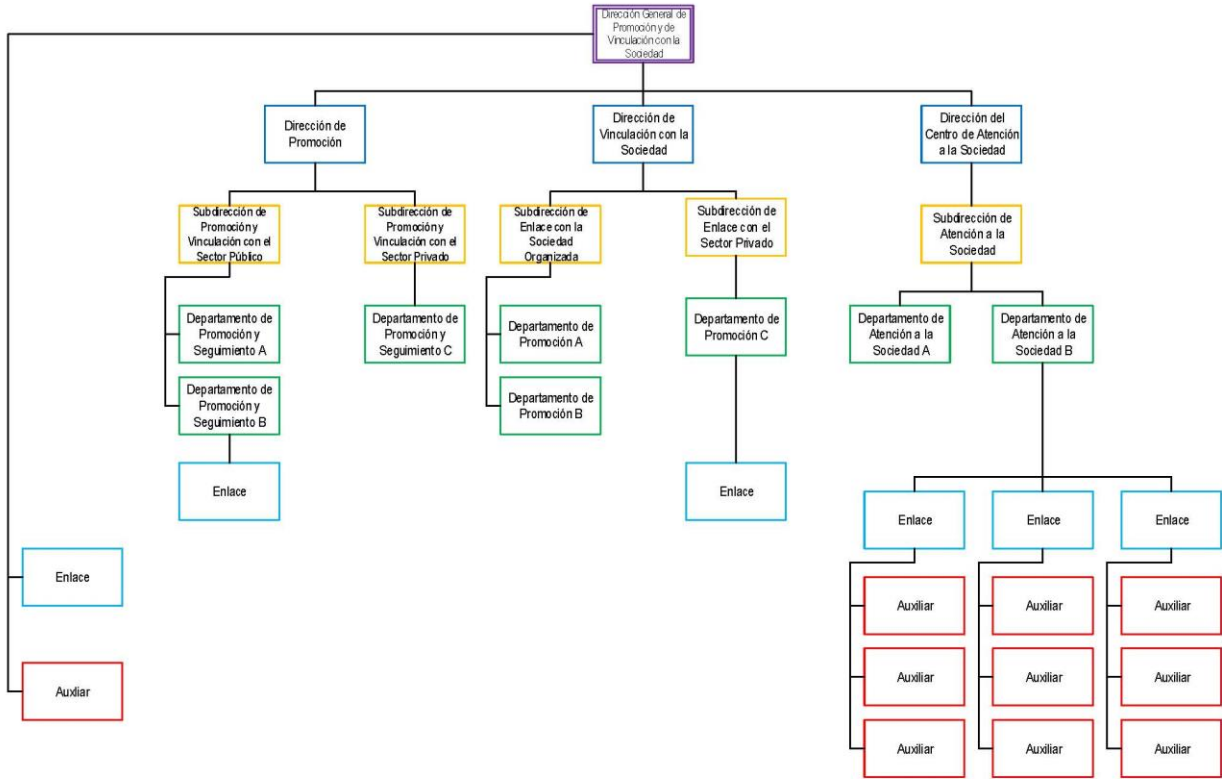 Dirección General de
Promoción y de
Vinculación con la
Sociedad
Dirección de
Promoción
Dirección de
Vinculación con la
Sociedad
Dirección del
Centro de Atención
a la Sociedad
Subdirección de
Promoción y
Vinculación con el
Sector Público
Subdirección de
Promoción y
Vinculación con el
Sector Privado
Subdirección de
Enlace con la
Sociedad
Organizada
Subdirección de
Enlace con el
Sector Privado
Subdirección de
Atención a la
Sociedad
Departamento de
Promoción y
Seguimiento A
Departamento de
Promoción y
Seguimiento C
Departamento de
Promoción A
Departamento de
Promoción C
Departamento de
Atención a la
Sociedad A
Departamento de
Atención a la
Sociedad B
Departamento de
Promoción y
Seguimiento B
Departamento de
Promoción B
Enlace
Enlace
Enlace
Enlace
Enlace
Enlace
Auxiliar
Auxiliar
Auxiliar
Auxliar
Auxiliar
Auxiliar
Auxiliar
Auxiliar
Auxiliar
Auxiliar